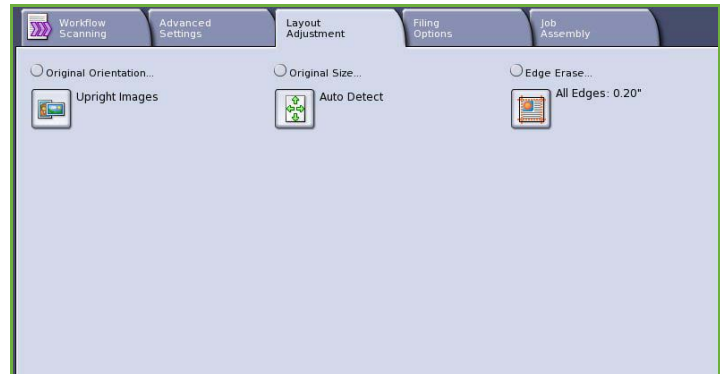 Workflow
Scanning
Advanced
Settings
Layout
Adjustment
Filing
Options
Job
Assembly
Original Orientation...
Original Size...
Edge Erase...
Upright Images
Auto Detect
All Edges: 0.20"